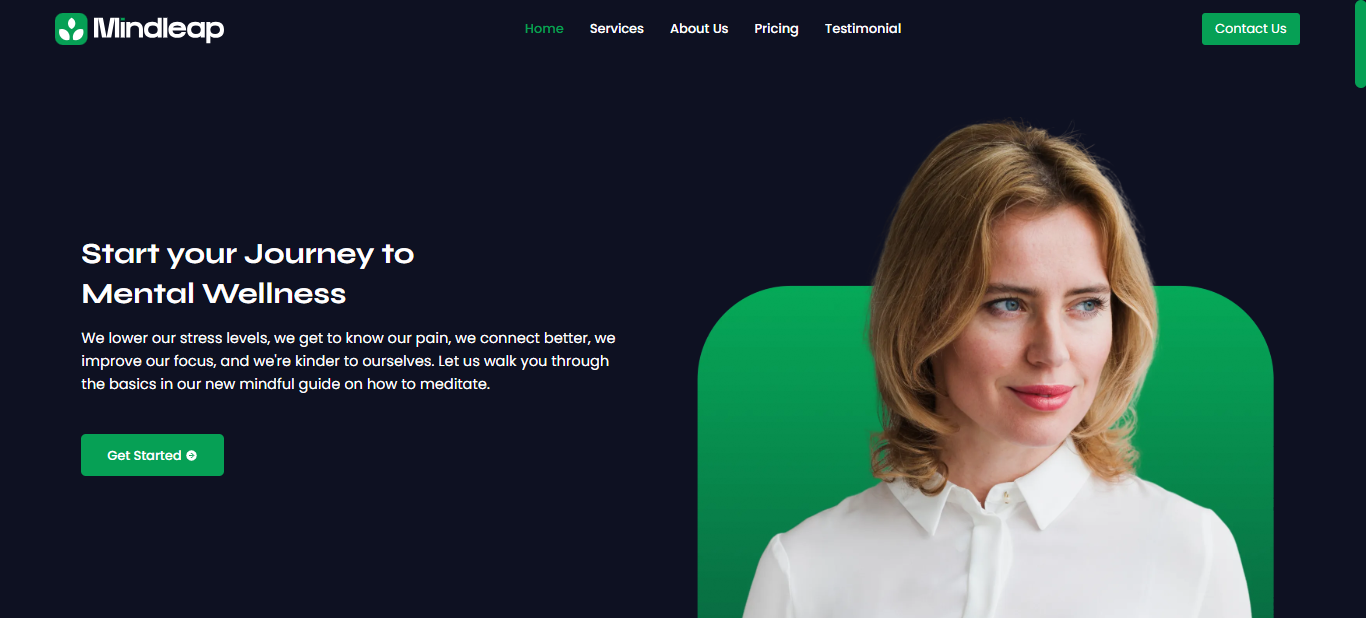 Mindleap
Home
Services
About Us
Pricing
Testimonial
Contact Us
Start your Journey to
Mental Wellness
We lower our stress levels, we get to know our pain, we connect better, we
improve our focus, and we're kinder to ourselves. Let us walk you through
the basics in our new mindful guide on how to meditate.
Get Started